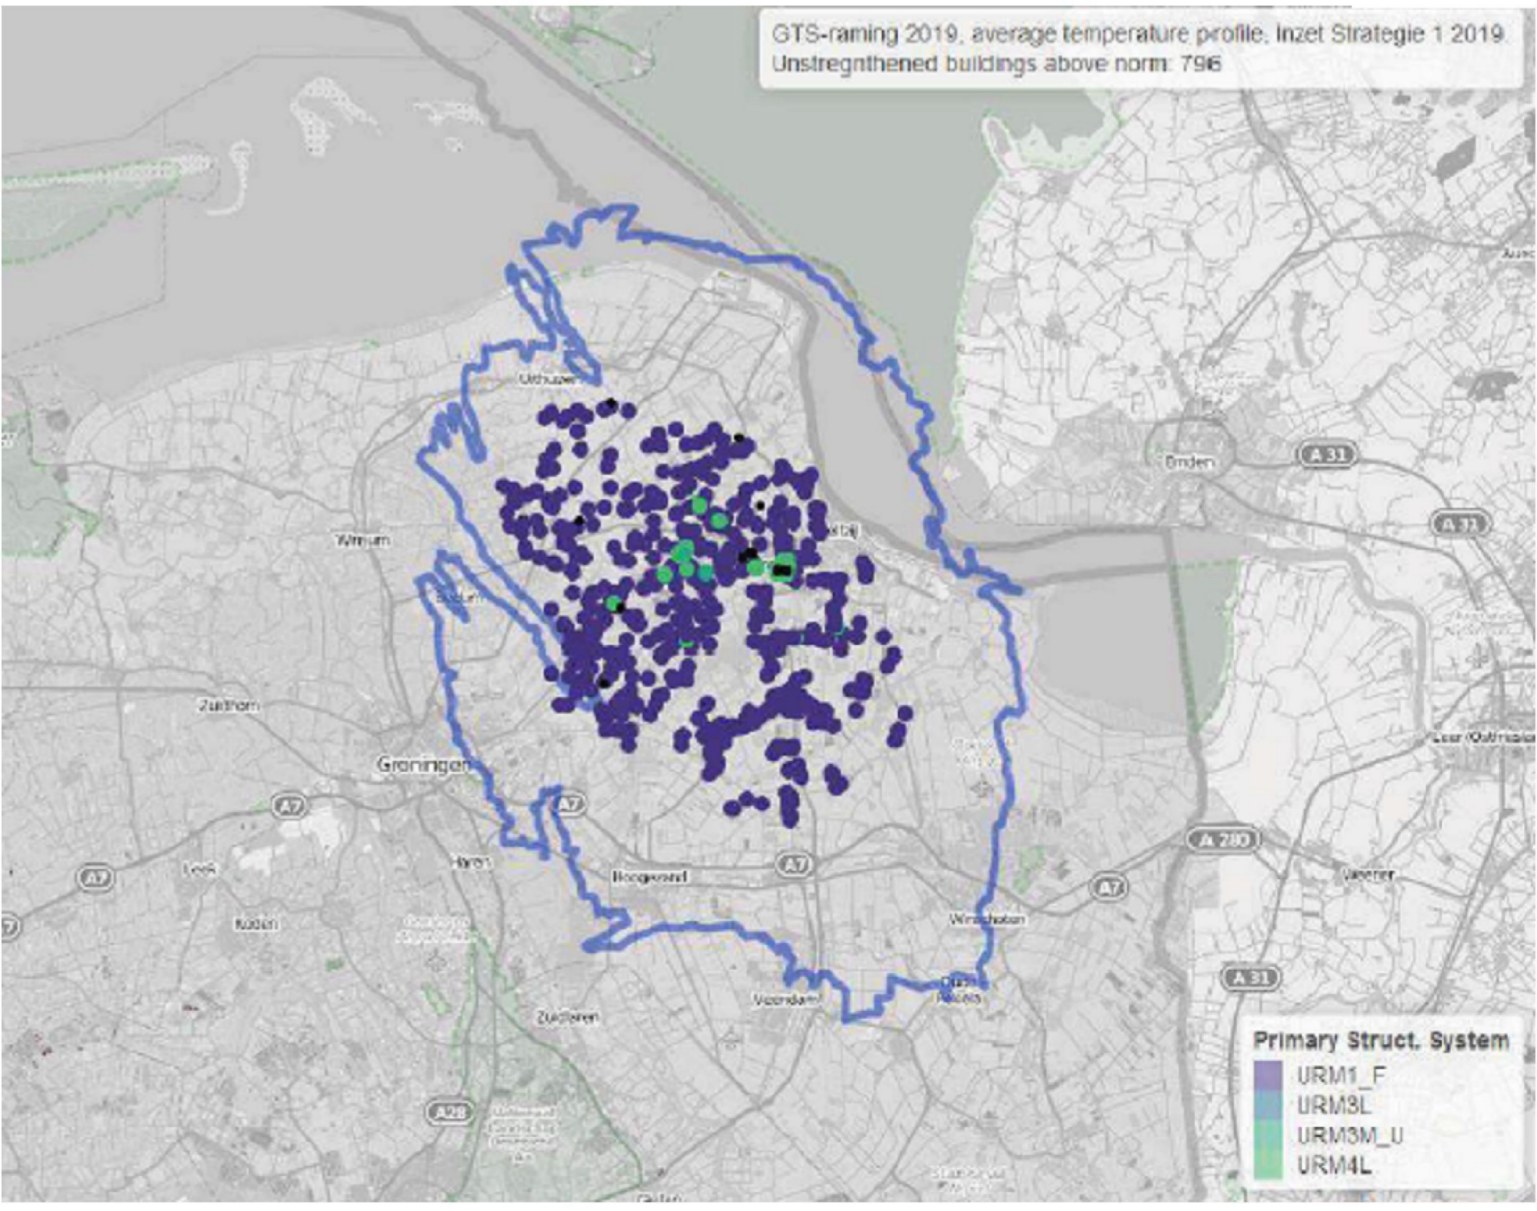 GTS-raming 2019, average temperature profile, Inzet Strategie 1 2019.
Unstregnthened buildings above norm: 796
Uithuizen
Emden
A 31
A 31
Winsum
Zuidhorn
Groningen
A7
A7
A7
A7
A 280
A7
Haren
Leek
Hoogezand
Weener
Roden
Winschoten
A 31
Veendam
Oude
Pekela
Zuidlaren
A28
Leer (Ostfriesland
Primary Struct. System
URM1_F
URM3L
URM3M_U
URM4L